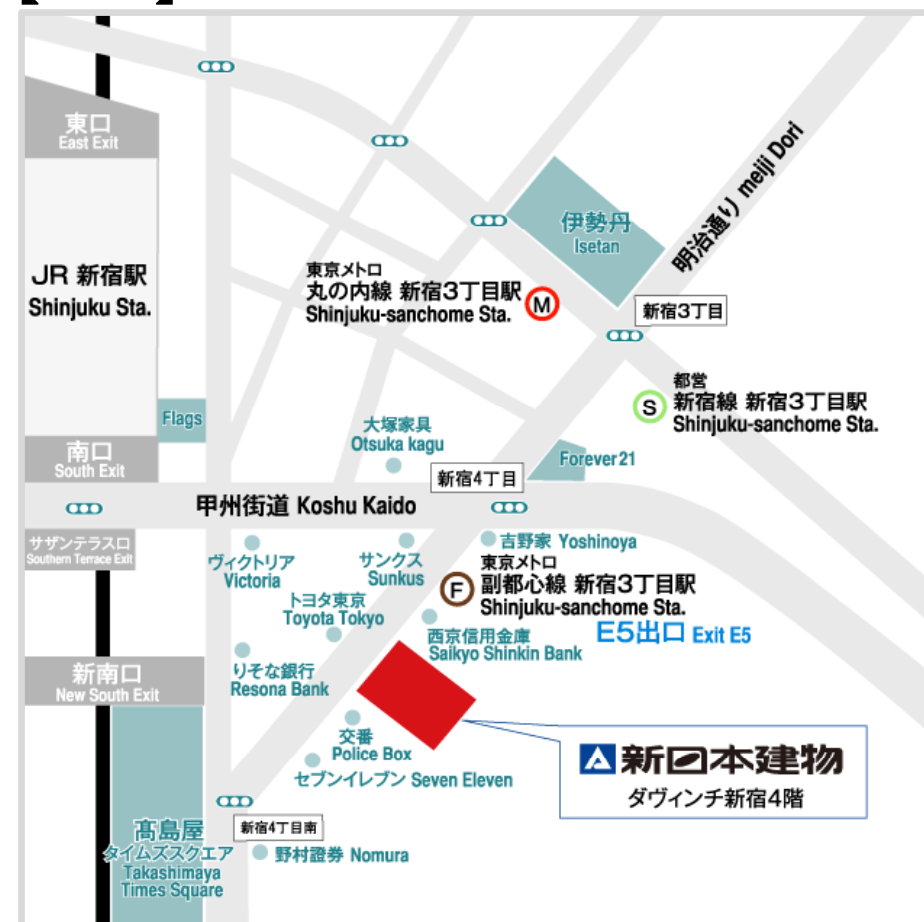 東口
East Exit
JR 新宿駅
Shinjuku Sta.
Flags
南口
South Exit
サザンテラス口
Southern Terrace Exit
新南口
New South Exit
髙島屋
タイムズスクエア
Takashimaya
Times Square
伊勢丹
Isetan
明治通り meiji Dori
東京メトロ
丸の内線 新宿3丁目駅
Shinjuku-sanchome Sta.
M
新宿3丁目
都営
S
新宿線 新宿3丁目駅
Shinjuku-sanchome Sta.
大塚家具
Otsuka kagu
新宿4丁目
Forever21
甲州街道 Koshu Kaido
吉野家 Yoshinoya
ヴィクトリア
Victoria
サンクス
Sunkus
東京メトロ
F
副都心線 新宿3丁目駅
Shinjuku-sanchome Sta.
E5出口 Exit E5
トヨタ東京
Toyota Tokyo
西京信用金庫
Saikyo Shinkin Bank
りそな銀行
Resona Bank
交番
Police Box
セブンイレブン Seven Eleven
新日本建物
ダヴィンチ新宿4階
新宿4丁目南
野村證券 Nomura